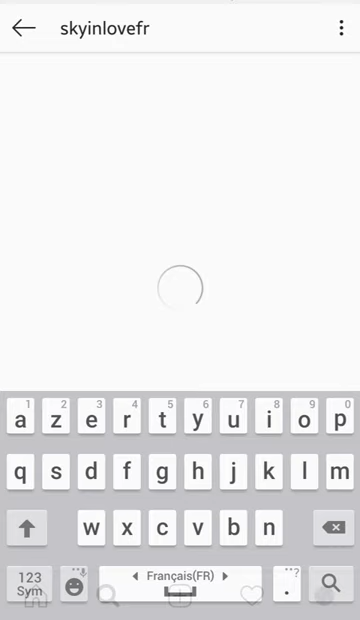 skyinlovefr
1 2 3 4 5 6 7 8 9 0
a z e r t y u i o p
q s d f g h j k l m
w x c v b n
123
Sym
Français(FR)
...?
.